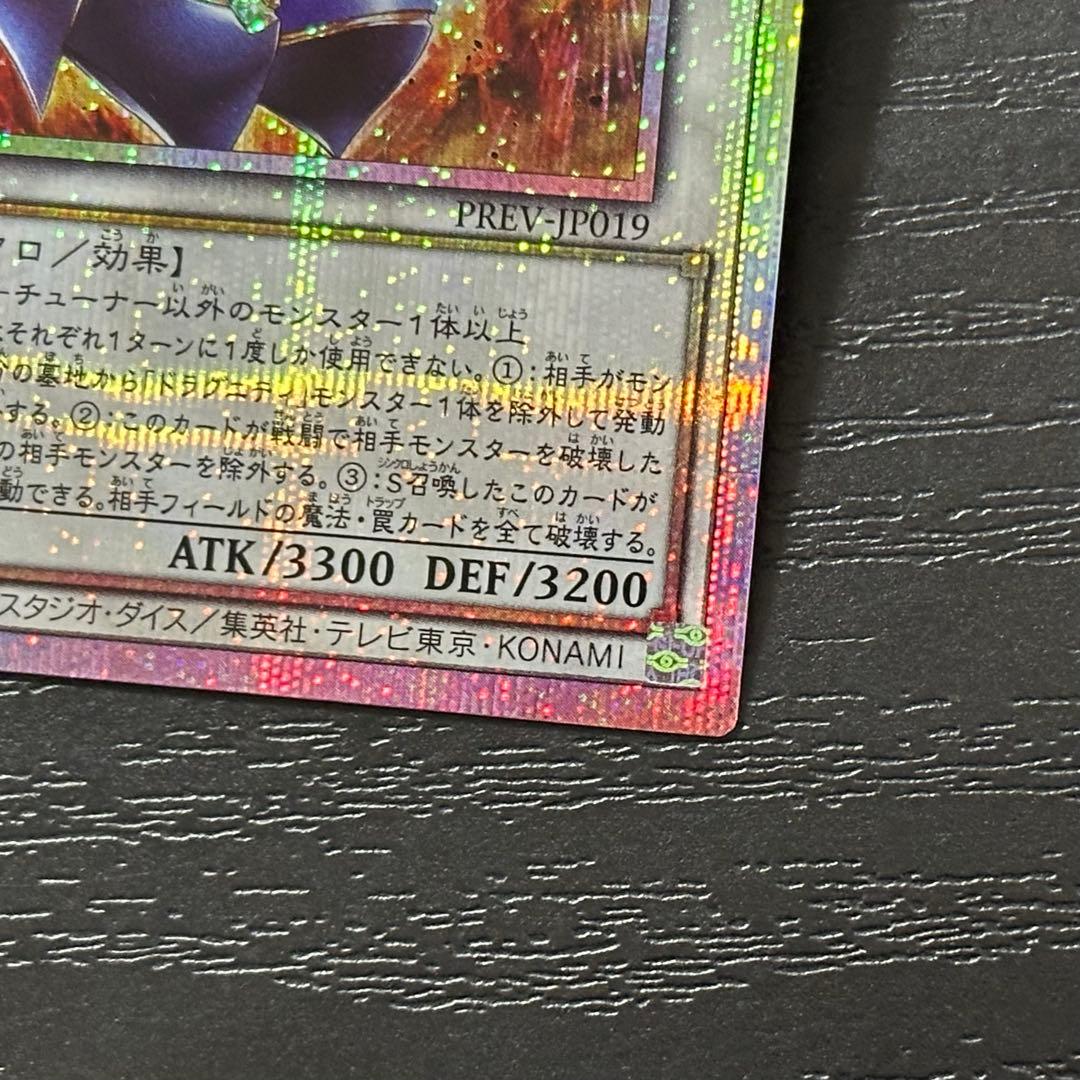 PREV-JP019
ロ／効果】
ーチューナー以外のモンスター1体以上
それぞれ1ターンに1度しか使用できない。①：相手がモン
の墓地から「ドラグニティ」モンスター1体を除外して発動
する。②：このカードが戦闘で相手モンスターを破壊した
の相手モンスターを除外する。③：S召喚したこのカードが
動できる。相手フィールドの魔法・罠カードを全て破壊する。
ATK/3300 DEF/3200
スタジオ・ダイス／集英社・テレビ東京・KONAMI